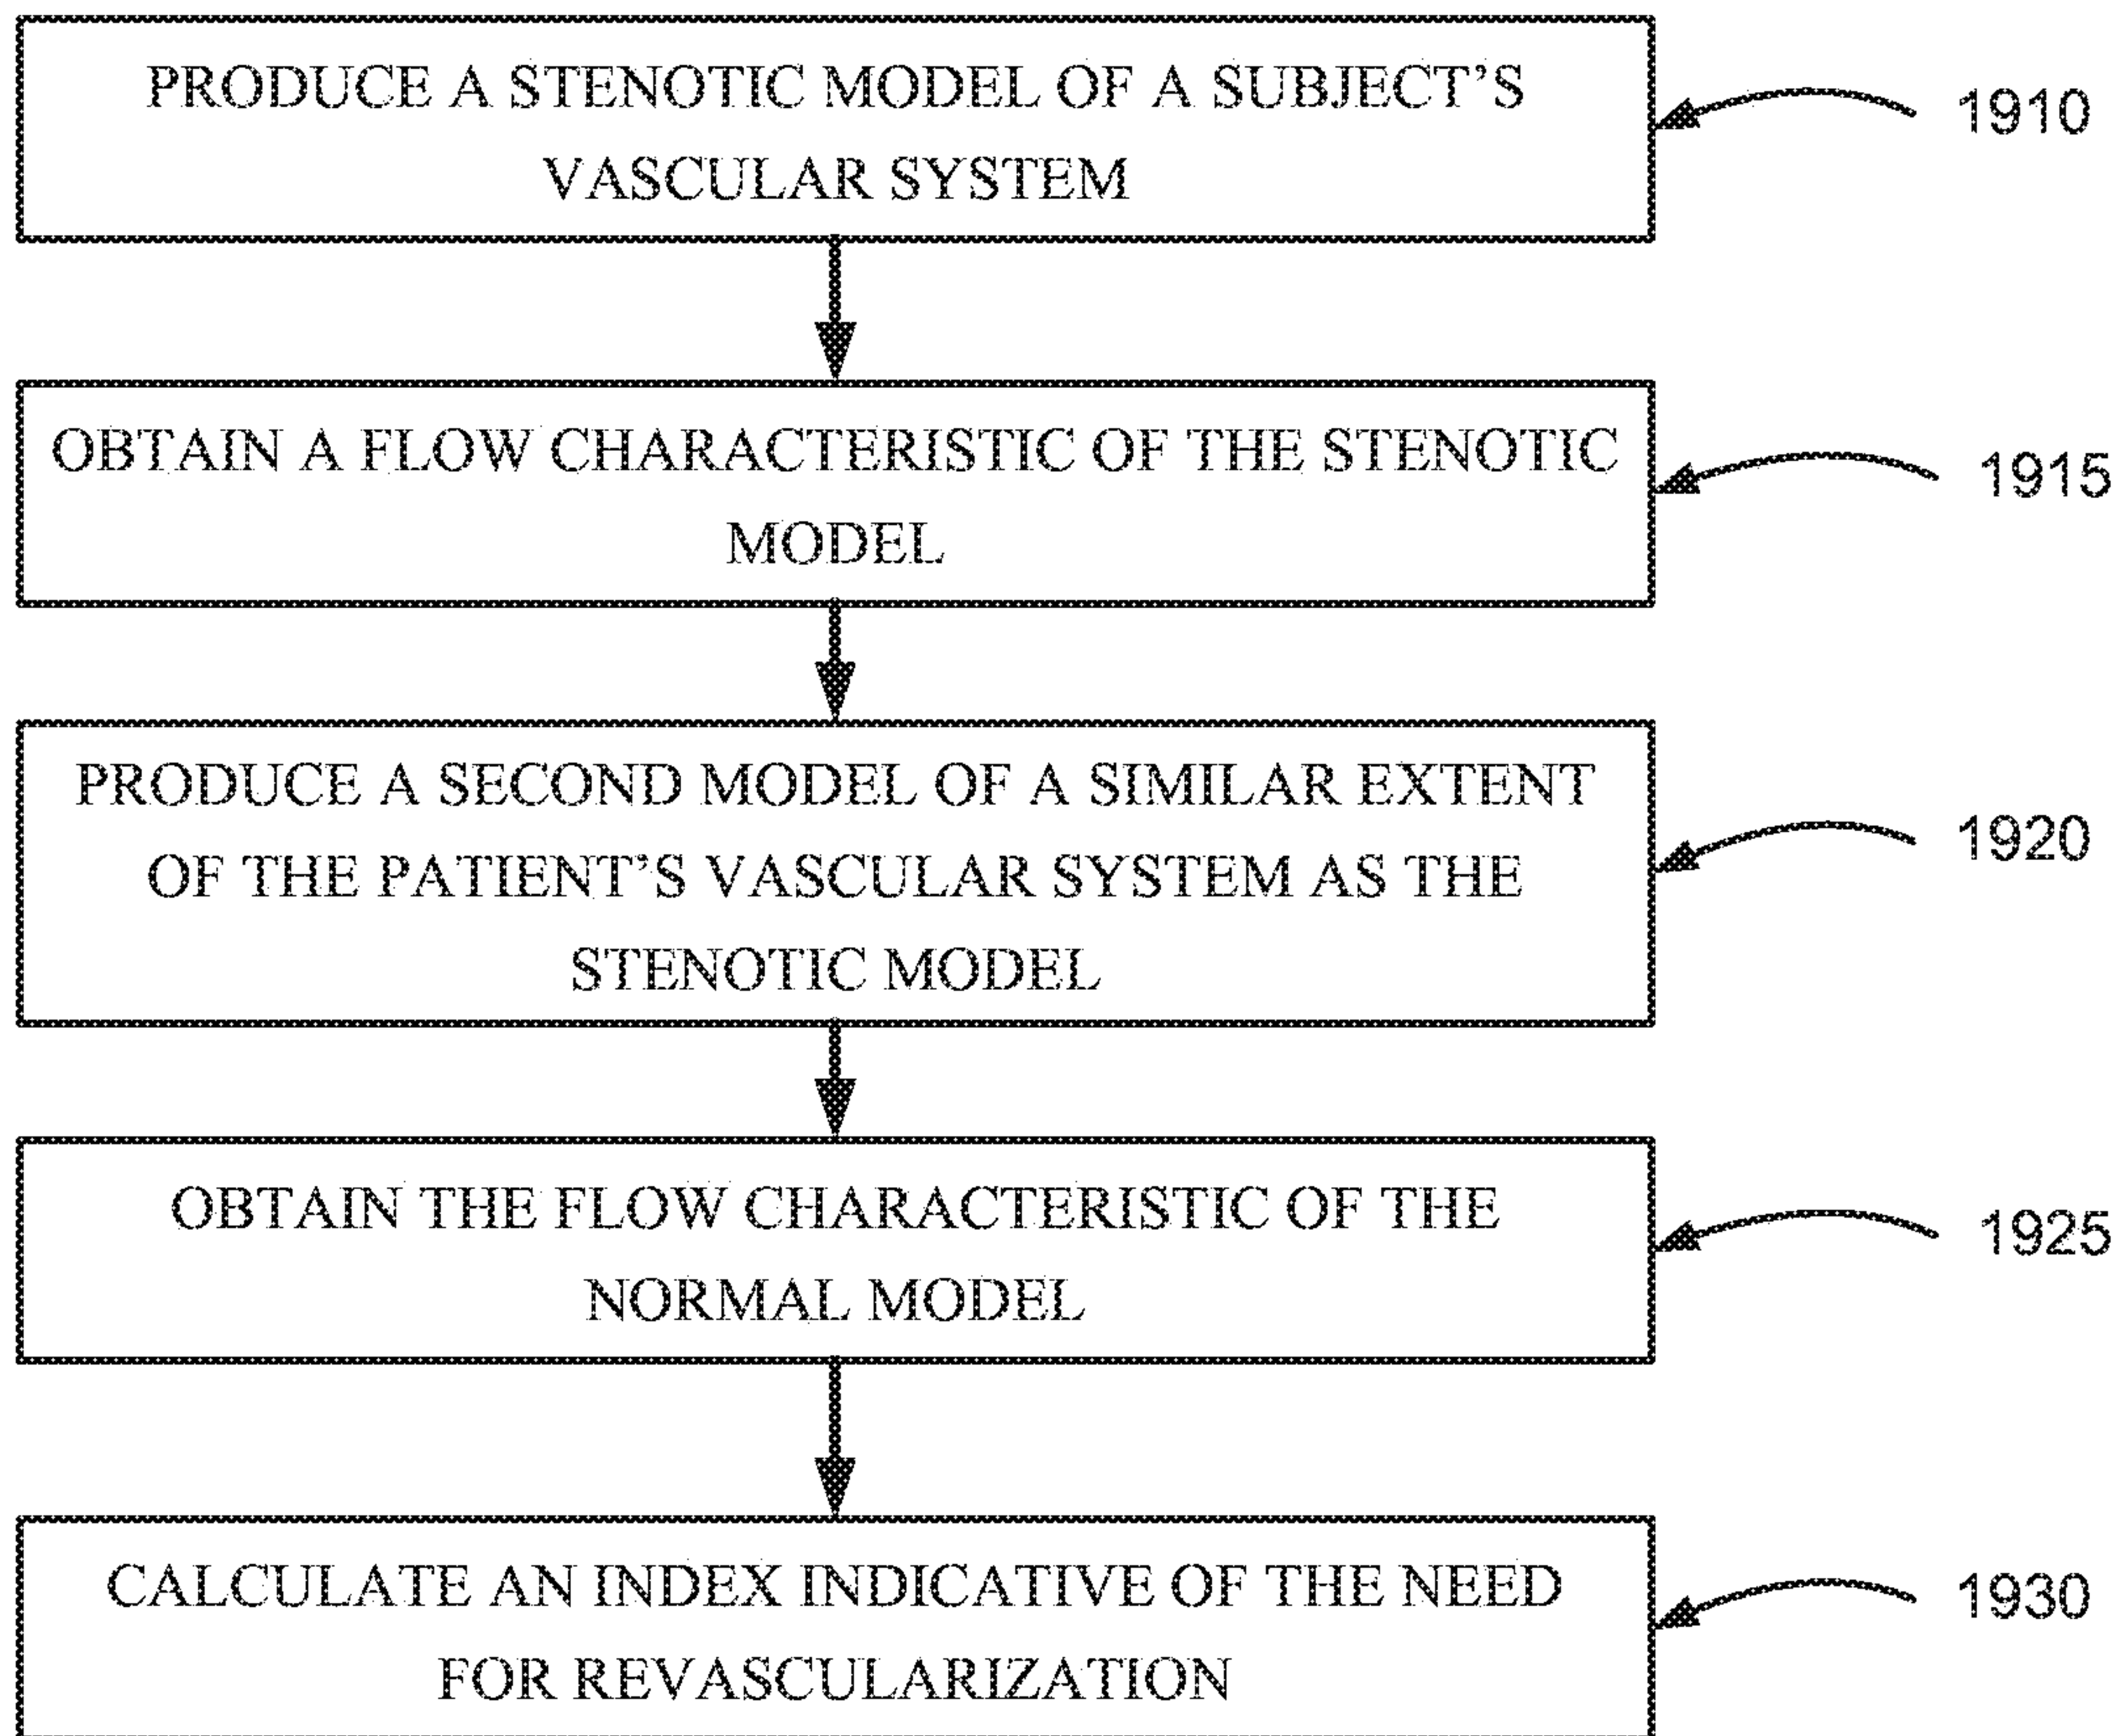 PRODUCE A STENOTIC MODEL OF A SUBJECT'S
VASCULAR SYSTEM
1910
OBTAIN A FLOW CHARACTERISTIC OF THE STENOTIC
MODEL
1915
PRODUCE A SECOND MODEL OF A SIMILAR EXTENT
OF THE PATIENT'S VASCULAR SYSTEM AS THE
STENOTIC MODEL
1920
OBTAIN THE FLOW CHARACTERISTIC OF THE
NORMAL MODEL
1925
CALCULATE AN INDEX INDICATIVE OF THE NEED
FOR REVASCULARIZATION
1930